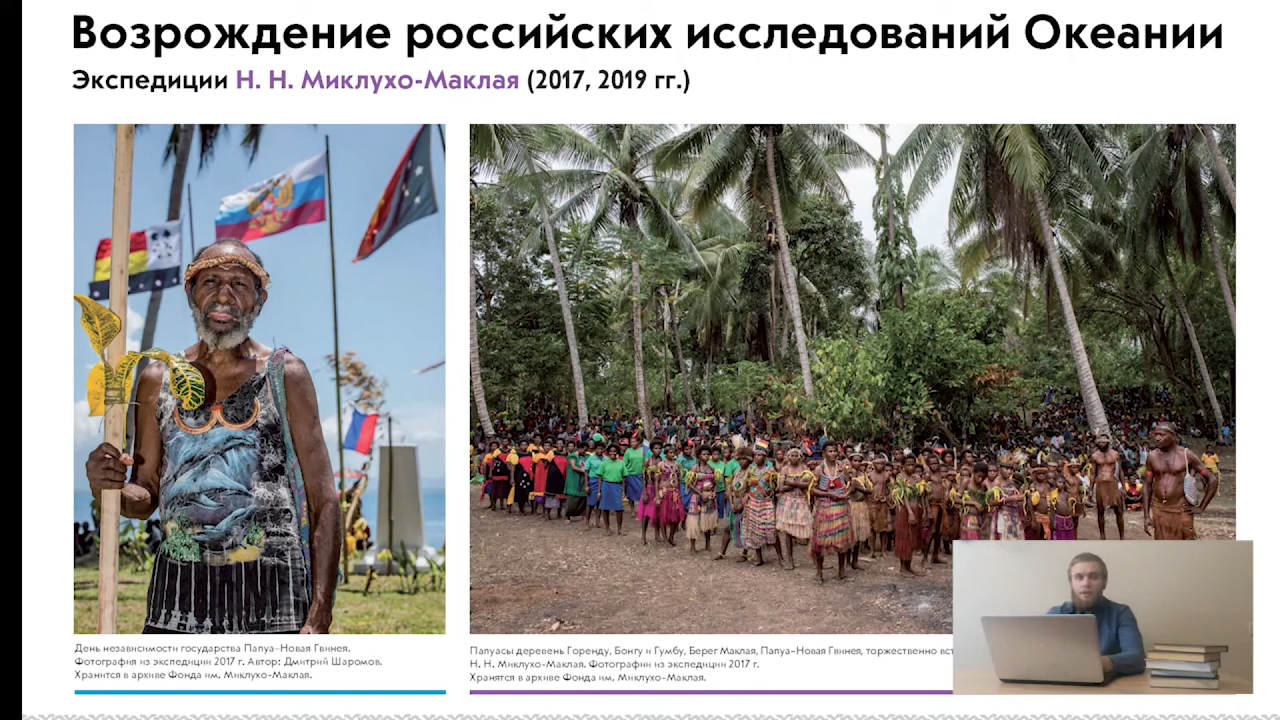 Возрождение российских исследований Океании
Экспедиции Н. Н. Миклухо-Маклая (2017, 2019 гг.)
День независимости государства Папуа-Новая Гвинея.
Фотография из экспедиции 2017 г. Автор: Дмитрий Шаромов.
Хранится в архиве Фонда им. Миклухо-Маклая.
Папуасы деревень Горенду, Бонгу и Гумбу, Берег Маклая, Папуа-Новая Гвинея, торжественно вст
Н. Н. Миклухо-Маклая. Фотографии из экспедиции 2017 г.
Хранятся в архиве Фонда им. Миклухо-Маклая.